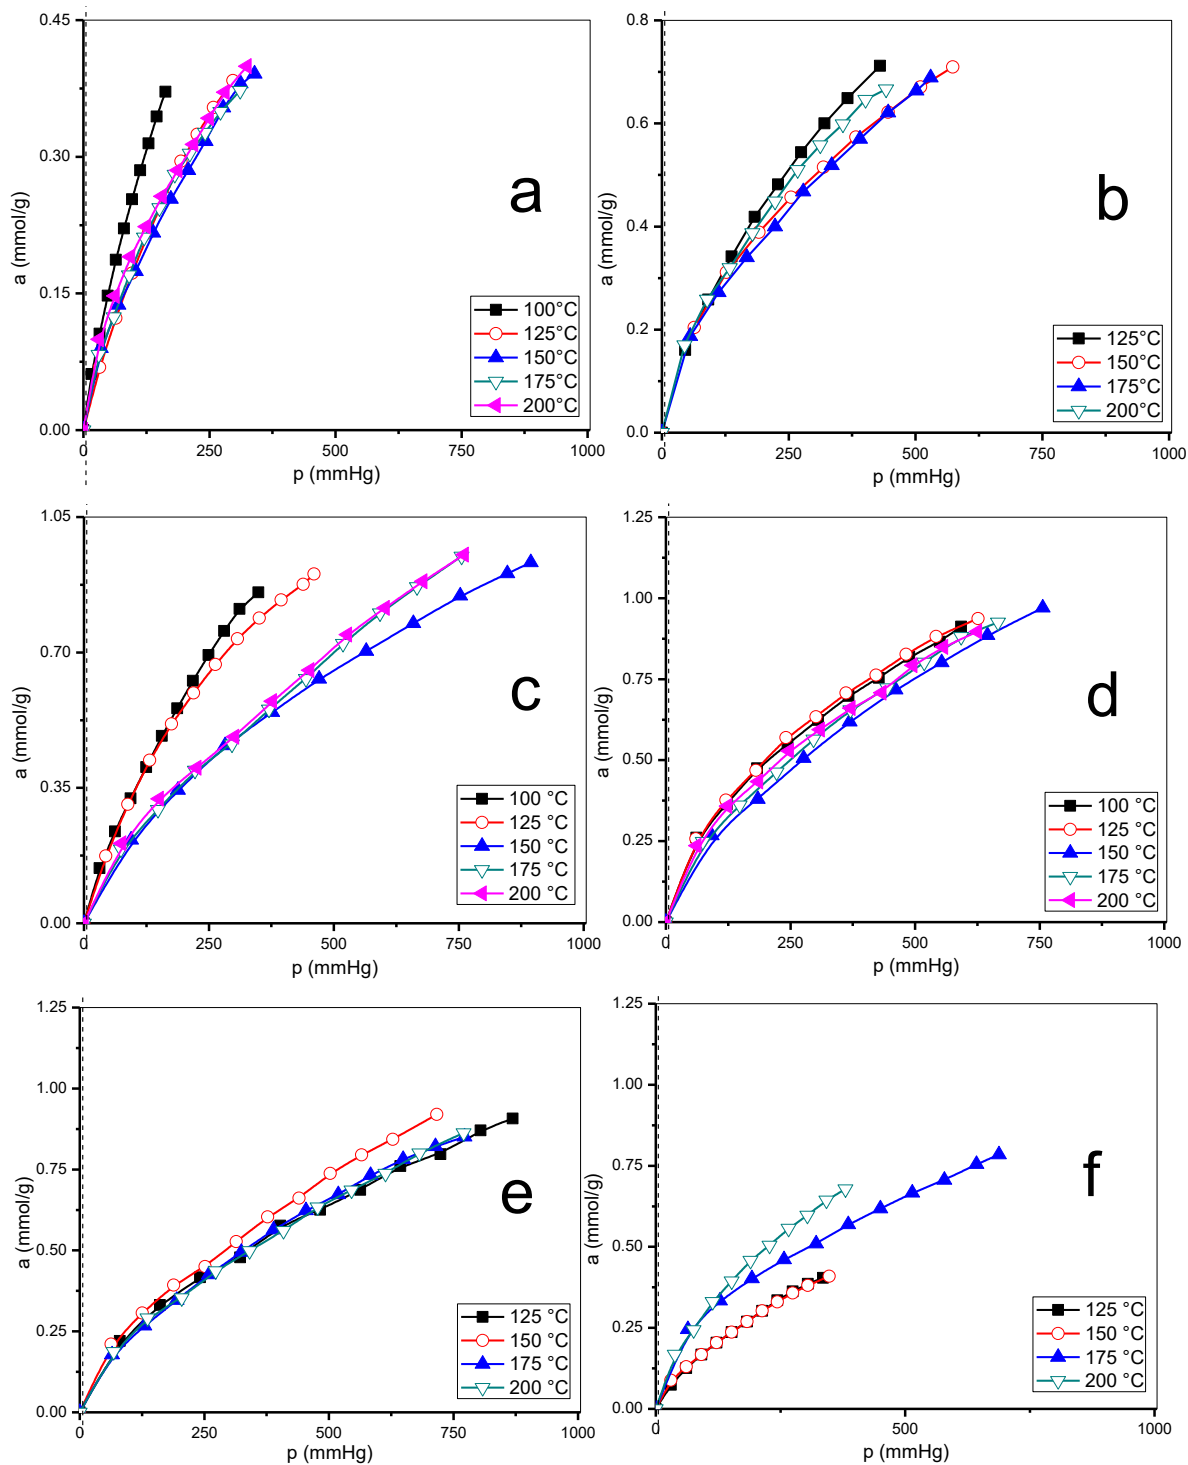 0.45
0.30
0.15
0.00
a (mmol/g)
a
100°C
125°C
150°C
175°C
200°C
0
250
500
750
1000
p (mmHg)
0.8
0.6
0.4
0.2
0.0
a (mmol/g)
b
125°C
150°C
175°C
200°C
0
250
500
750
1000
p (mmHg)
1.05
0.70
0.35
0.00
a (mmol/g)
c
100 °C
125 °C
150 °C
175 °C
200 °C
0
250
500
750
1000
p (mmHg)
1.25
1.00
0.75
0.50
0.25
0.00
a (mmol/g)
d
100 °C
125 °C
150 °C
175 °C
200 °C
0
250
500
750
1000
p (mmHg)
1.25
1.00
0.75
0.50
0.25
0.00
a (mmol/g)
e
125 °C
150 °C
175 °C
200 °C
0
250
500
750
1000
p (mmHg)
1.25
1.00
0.75
0.50
0.25
0.00
a (mmol/g)
f
125 °C
150 °C
175 °C
200 °C
0
500
1000
p (mmHg)